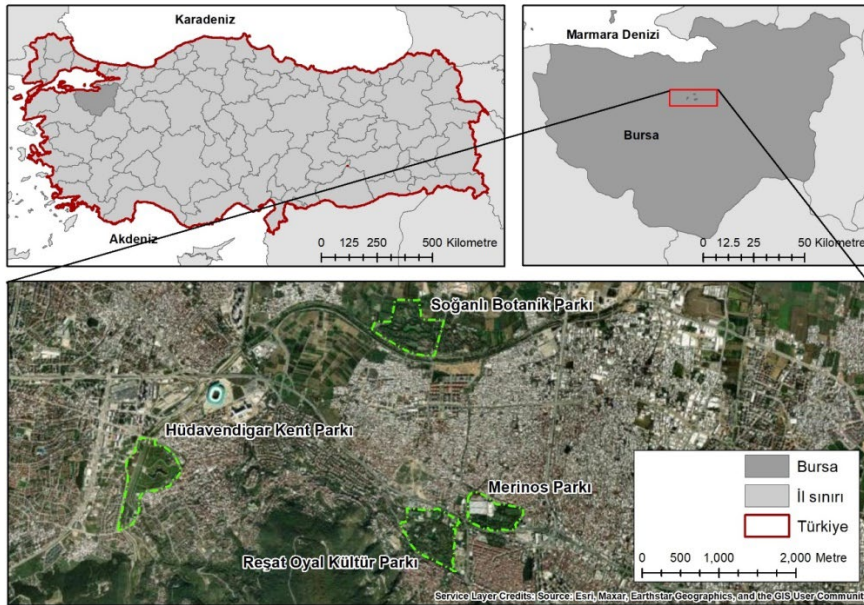 Karadeniz
Akdeniz
0 125 250 500 Kilometre
Marmara Denizi
Bursa
0 12.5 25 50 Kilometre
Soğanlı Botanik Parkı
Hüdavendigar Kent Parkı
Merinos Parkı
Reşat Oyal Kültür Parkı
Bursa
İl sınırı
Türkiye
0 500 1,000 2,000 Metre
Service Layer Credits: Source: Esri, Maxar, Earthstar Geographics, and the GIS User Communit